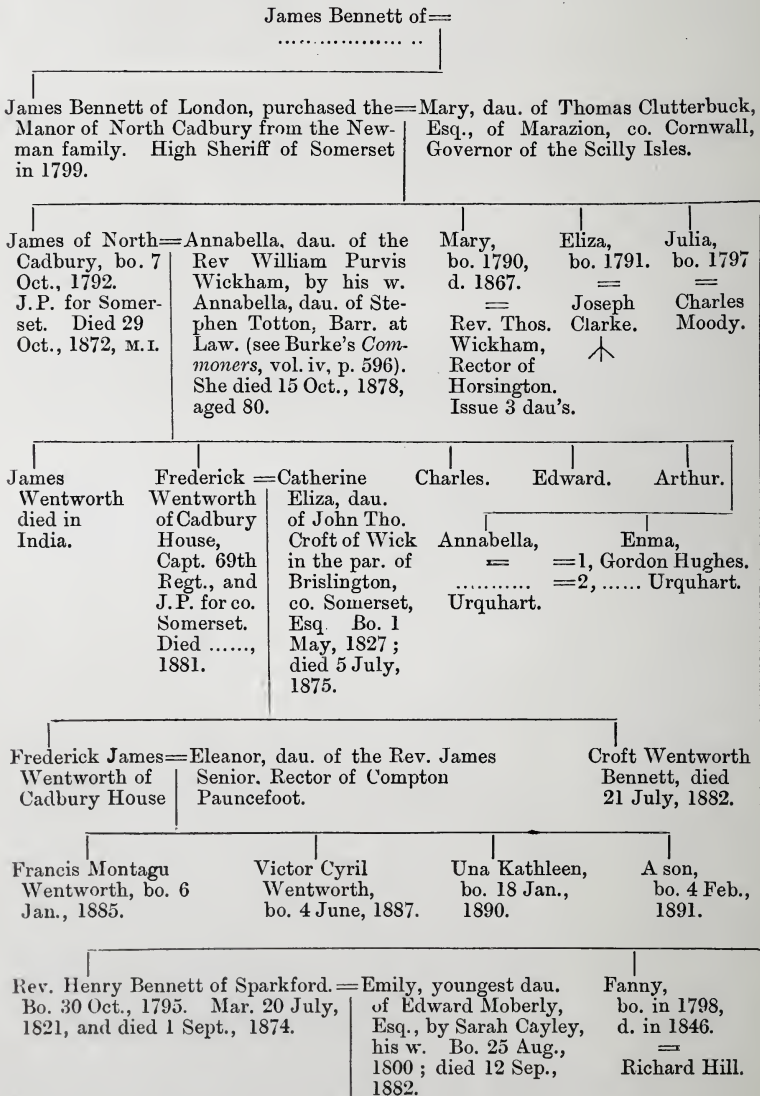 James Bennett of=
.....................
James Bennett of London, purchased the=Mary, dau. of Thomas Clutterbuck,
Manor of North Cadbury from the New-
Esq., of Marazion, co. Cornwall,
man family. High Sheriff of Somerset
Governor of the Scilly Isles.
in 1799.
James of North=
Cadbury, bo. 7
Oct., 1792.
J.P. for Somer-
set. Died 29
Oct., 1872, M.I.
Annabella, dau. of the
Rev William Purvis
Wickham, by his w.
Annabella, dau. of Ste-
phen Totton, Barr. at
Law. (see Burke's Com-
moners, vol. iv, p. 596).
She died 15 Oct., 1878,
aged 80.
Mary,
bo. 1790,
d. 1867.
=
Rev. Thos.
Wickham,
Rector of
Horsington.
Issue 3 dau's.
Eliza,
bo. 1791.
=
Joseph
Clarke.
Julia,
bo. 1797
=
Charles
Moody.
James
Wentworth
died in
India.
Frederick =
Wentworth
of Cadbury
House,
Capt. 69th
Regt., and
J.P. for co.
Somerset.
Died ......,
1881.
Catherine
Eliza, dau.
of John Tho.
Croft of Wick
in the par. of
Brislington,
co. Somerset,
Esq. Bo. 1
May, 1827 ;
died 5 July,
1875.
Charles.
Edward.
Arthur.
Annabella,
=
...........
Urquhart.
Enma,
=1, Gordon Hughes.
=2, ...... Urquhart.
Frederick James=
Wentworth of
Cadbury House
Eleanor, dau. of the Rev. James
Senior. Rector of Compton
Pauncefoot.
Croft Wentworth
Bennett, died
21 July, 1882.
Francis Montagu
Wentworth, bo. 6
Jan., 1885.
Victor Cyril
Wentworth,
bo. 4 June, 1887.
Una Kathleen,
bo. 18 Jan.,
1890.
A son,
bo. 4 Feb.,
1891.
Rev. Henry Bennett of Sparkford. =
Bo. 30 Oct., 1795. Mar. 20 July,
1821, and died 1 Sept., 1874.
Emily, youngest dau.
of Edward Moberly,
Esq., by Sarah Cayley,
his w. Bo. 25 Aug.,
1800 ; died 12 Sep.,
1882.
Fanny,
bo. in 1798,
d. in 1846.
=
Richard Hill.